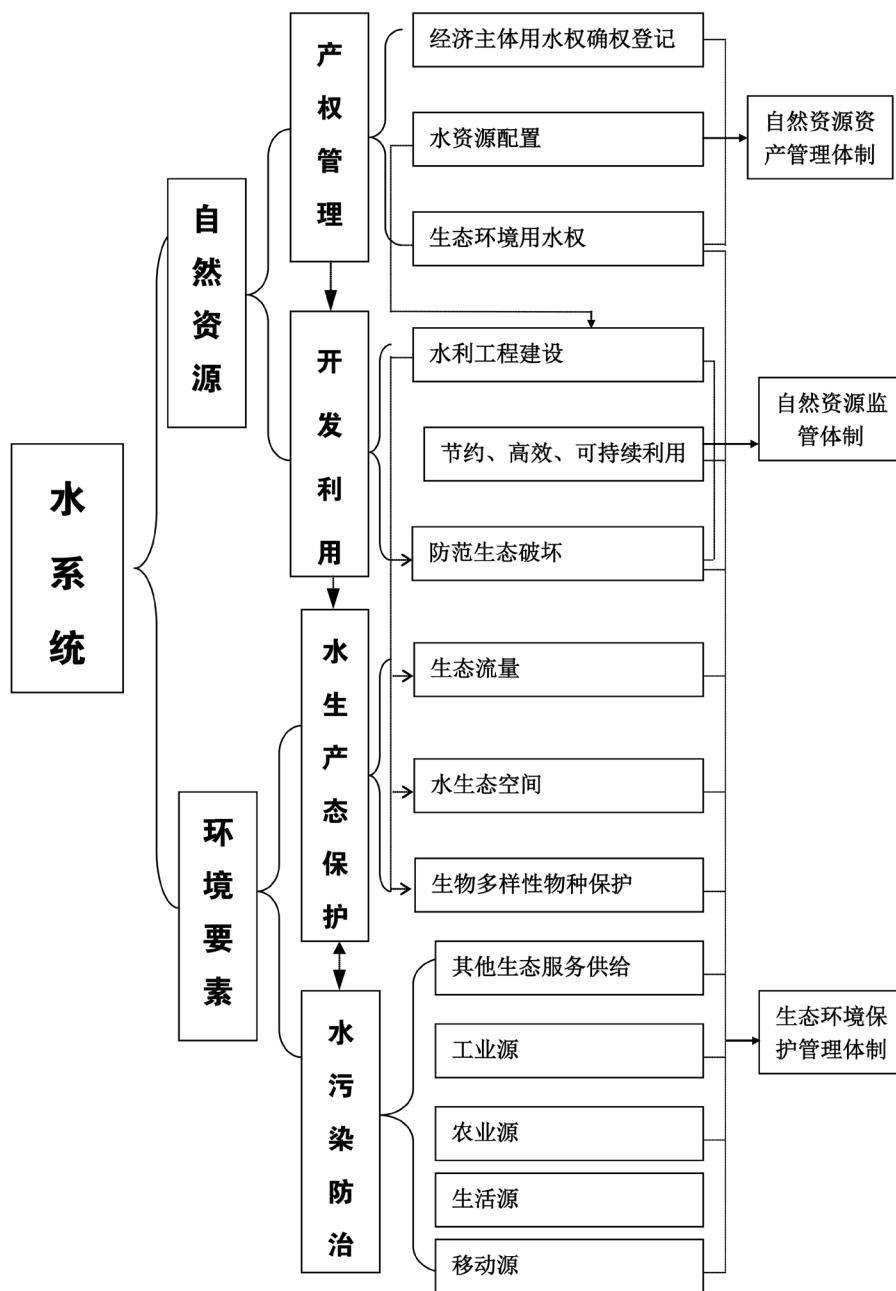 水系统
自然资源
环境要素
产权管理
开发利用
水生产态保护
水污染防治
经济主体用水权确权登记
水资源配置
生态环境用水权
水利工程建设
节约、高效、可持续利用
防范生态破坏
生态流量
水生态空间
生物多样性物种保护
其他生态服务供给
工业源
农业源
生活源
移动源
自然资源资
产管理体制
自然资源监
管体制
生态环境保
护管理体制